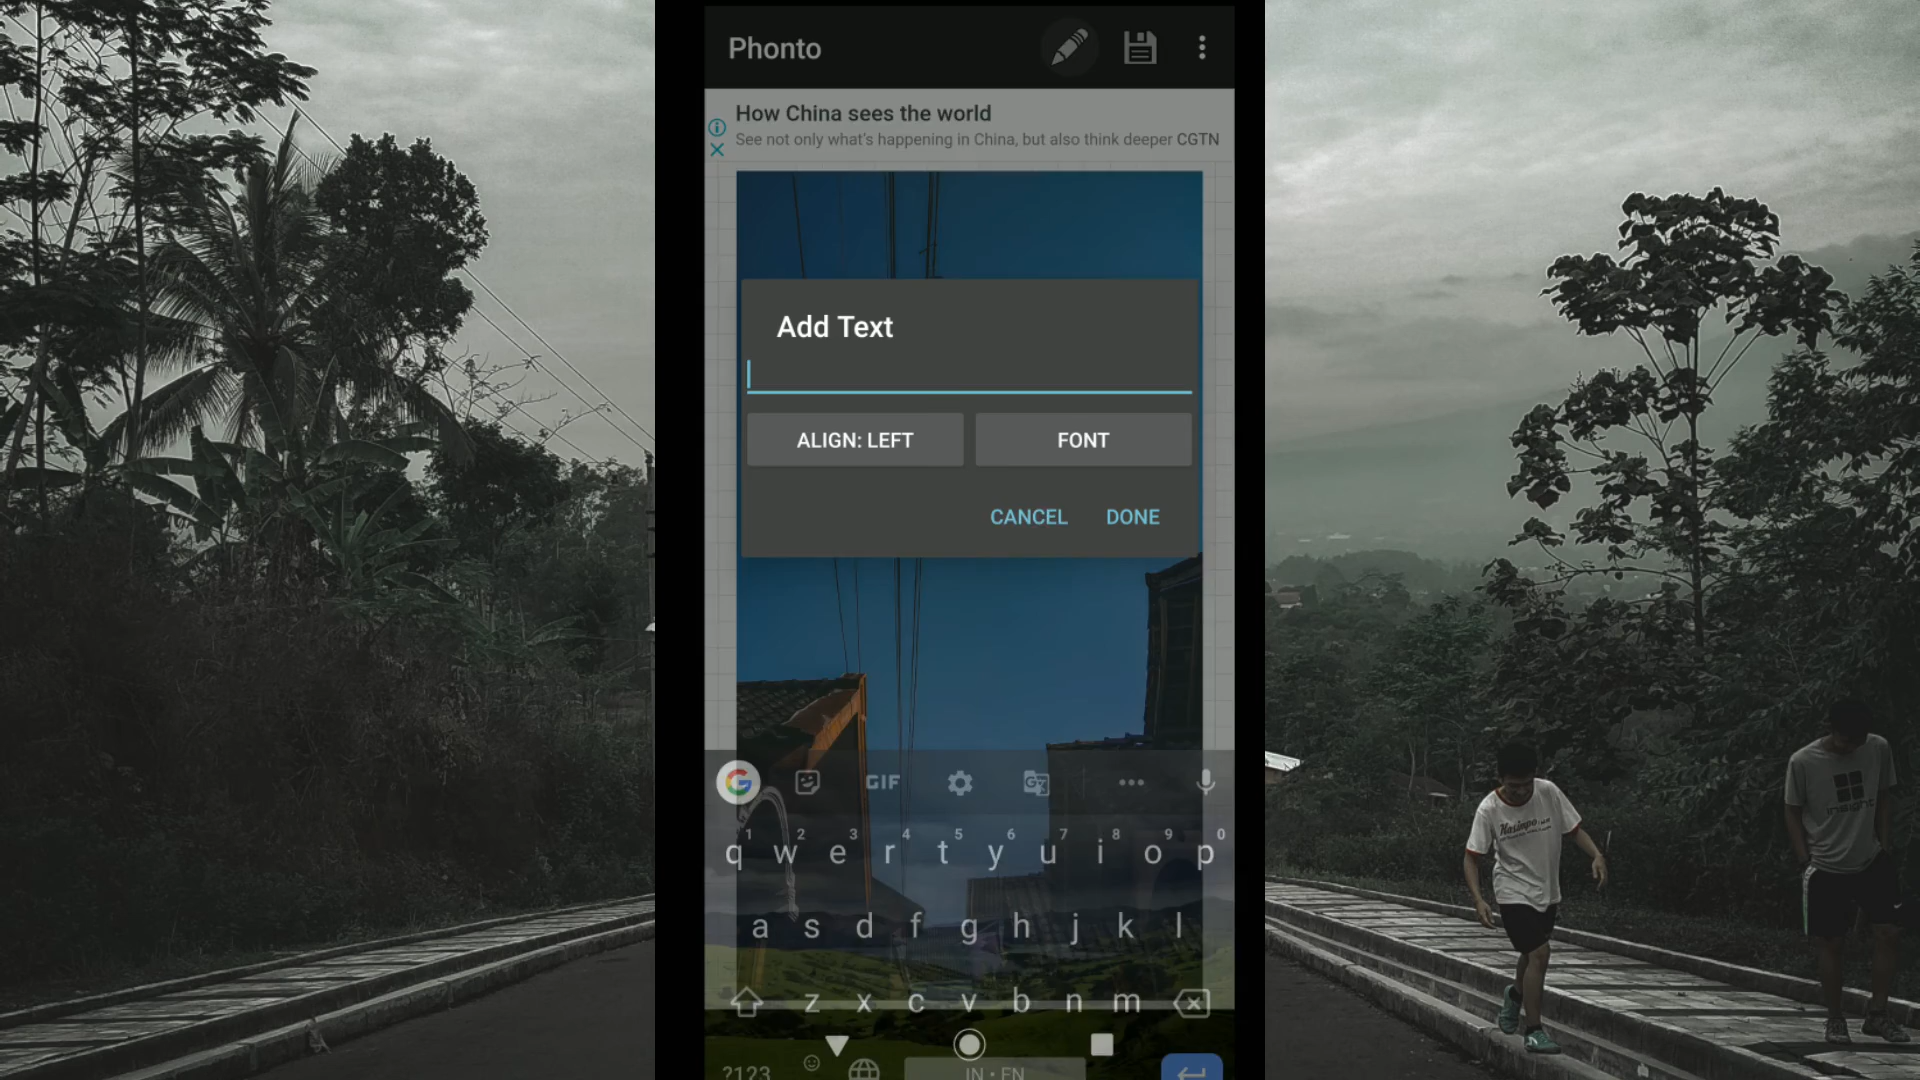 Phonto
How China sees the world
See not only what's happening in China, but also think deeper CGTN
Add Text
ALIGN: LEFT
FONT
CANCEL DONE
GIF
1 2 3 4 5 6 7 8 9 0
q w e r t y u i o p
a s d f g h j k l
z x c v b n m
?123
IN • EN
Nasimpo